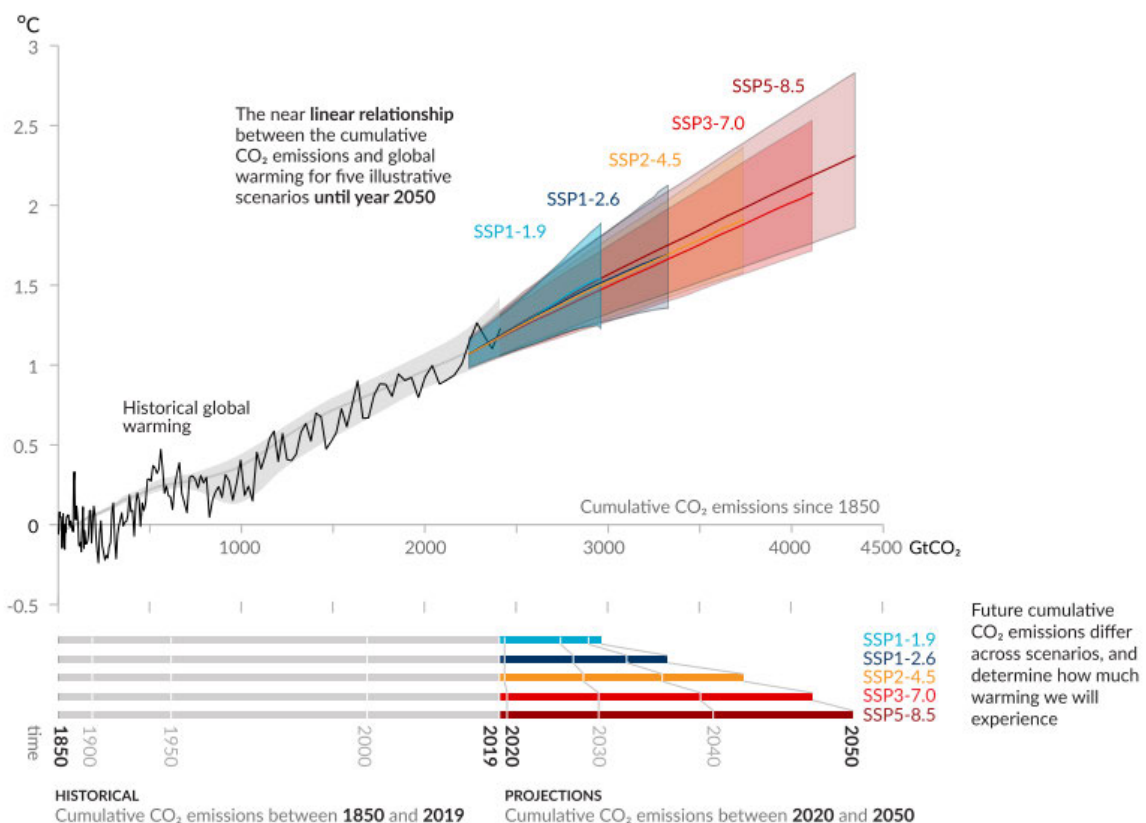 °C
3
SSP5-8.5
The near linear relationship
between the cumulative
CO₂ emissions and global
warming for five illustrative
scenarios until year 2050
2.5
SSP3-7.0
SSP2-4.5
2
SSP1-2.6
SSP1-1.9
1.5
1
Historical global
warming
0.5
Cumulative CO₂ emissions since 1850
0
1000 2000 3000 4000 4500 GtCO₂
-0.5
SSP1-1.9
SSP1-2.6
SSP2-4.5
SSP3-7.0
SSP5-8.5
Future cumulative
CO₂ emissions differ
across scenarios, and
determine how much
warming we will
experience
time 1850 1900 1950 2000 2019 2020 2030 2040 2050
HISTORICAL
Cumulative CO₂ emissions between 1850 and 2019
PROJECTIONS
Cumulative CO₂ emissions between 2020 and 2050